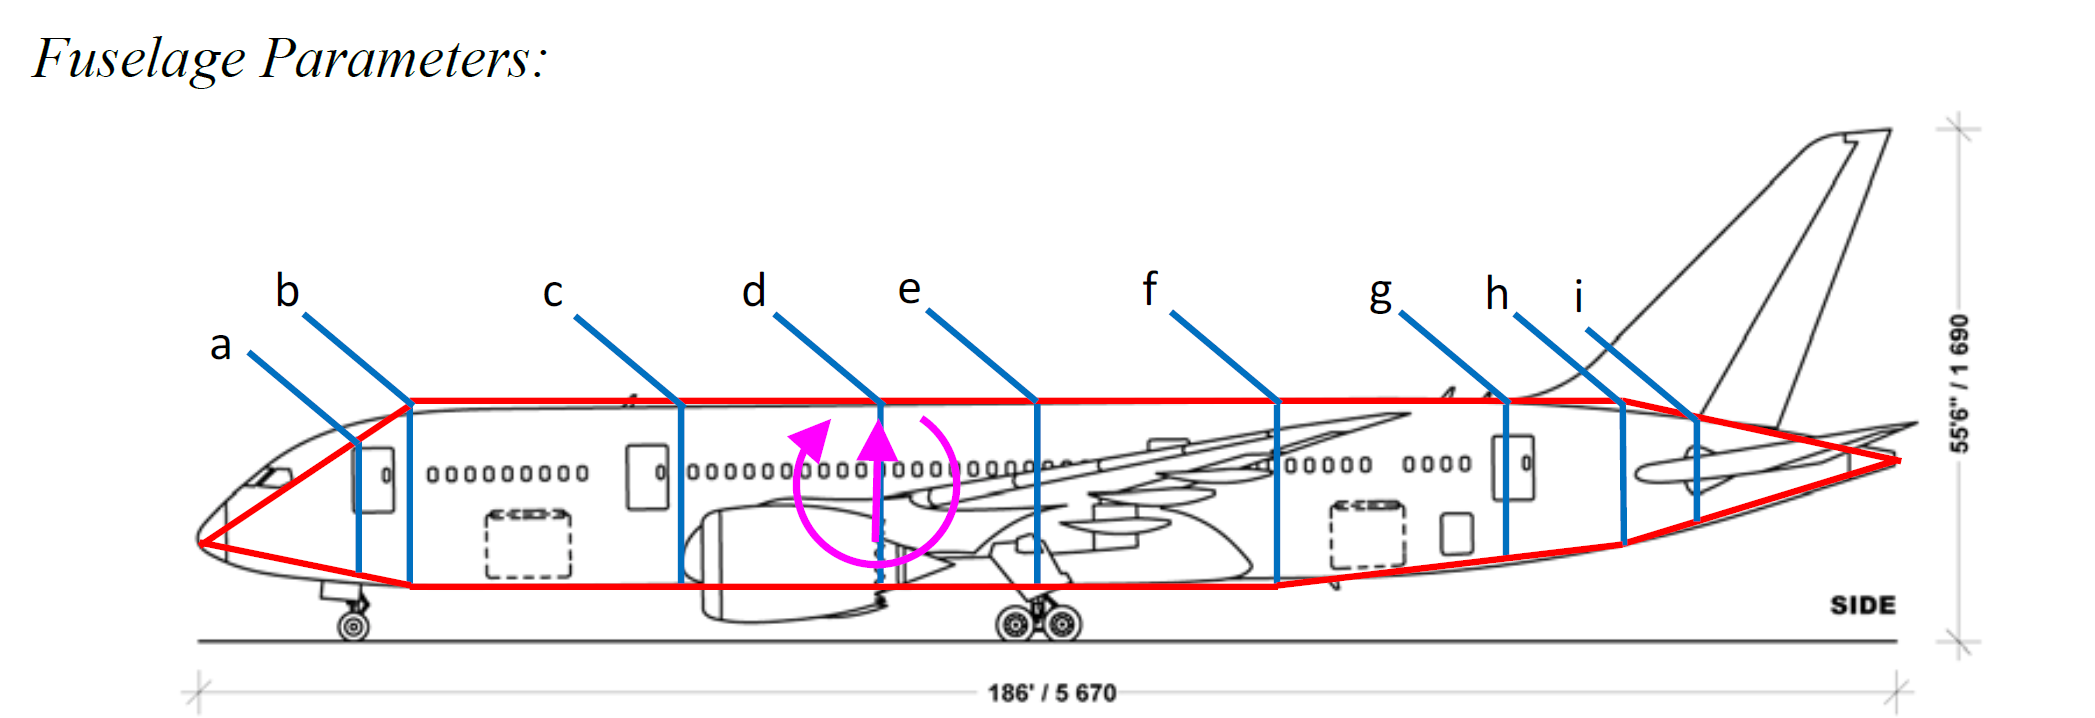 Fuselage Parameters:
a
b
c
d
e
f
g
h
i
55'6" / 1 690
SIDE
186' / 5 670